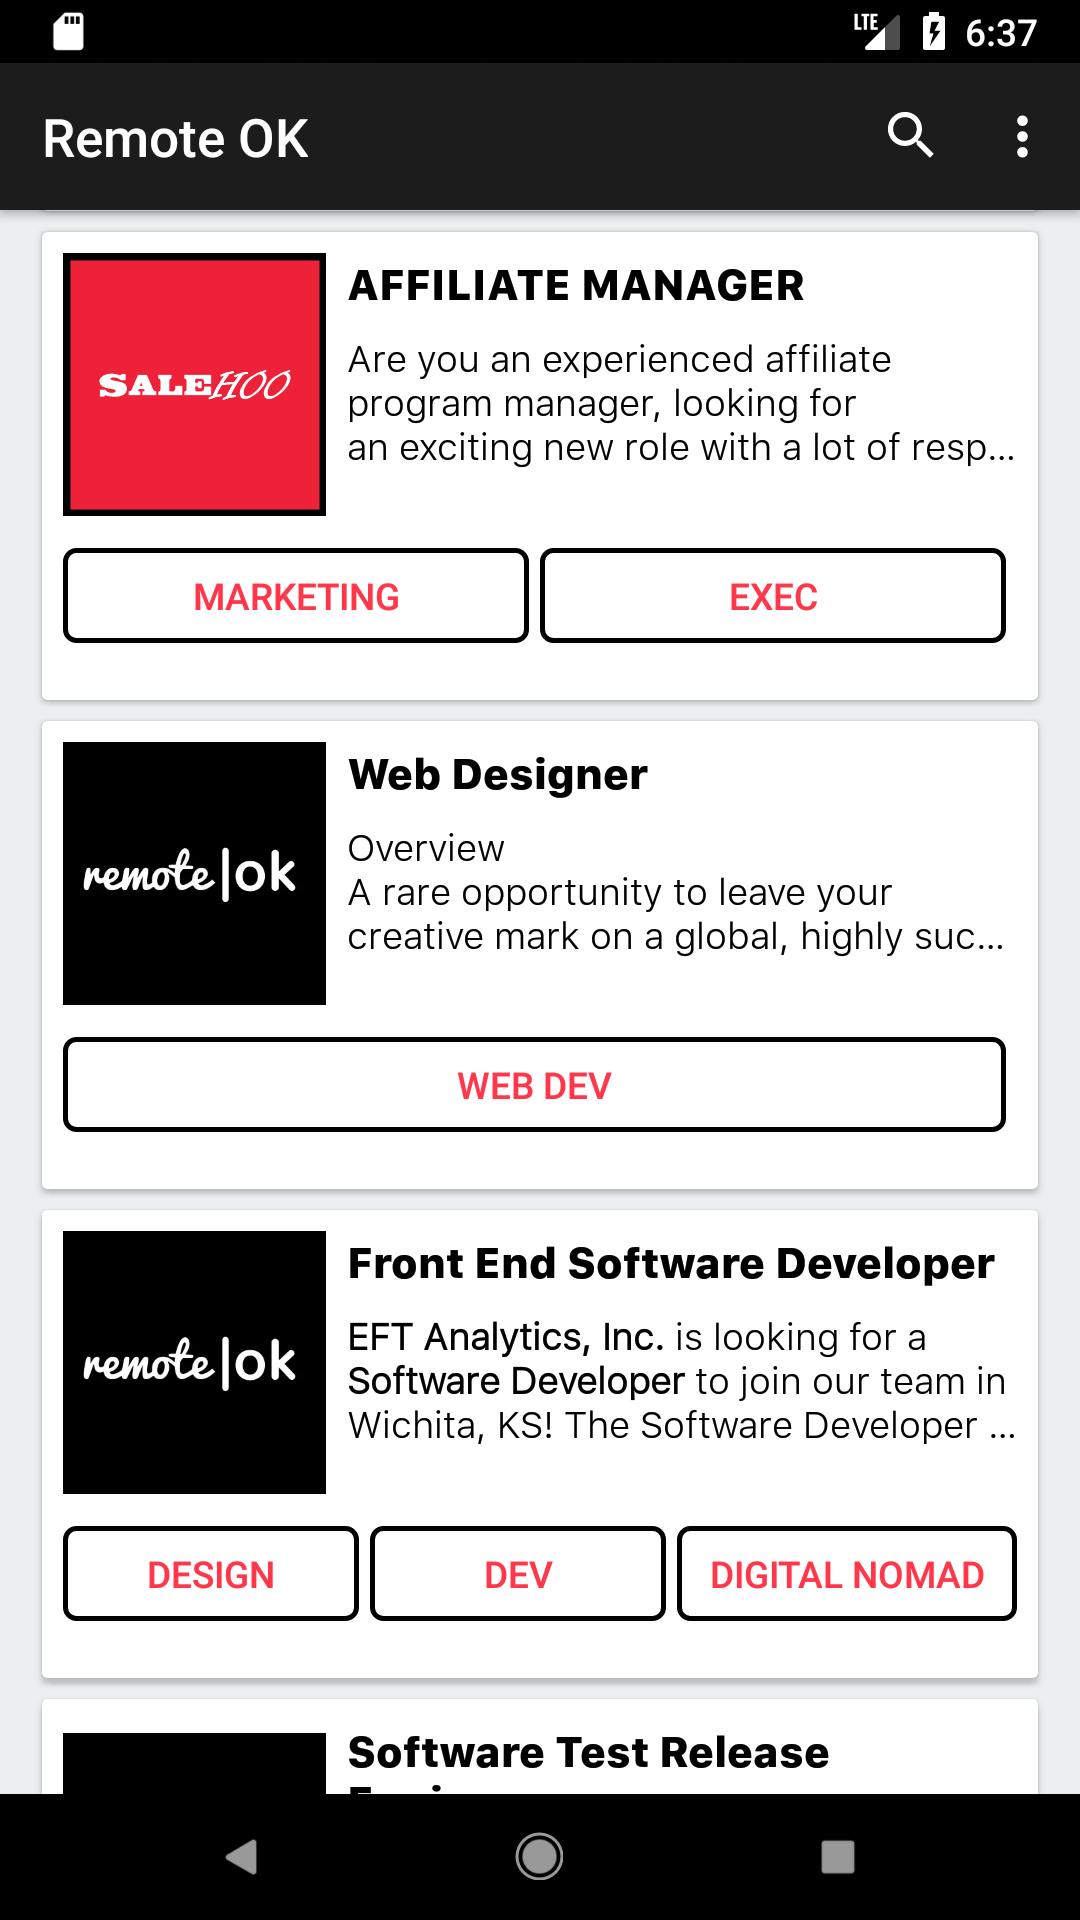 LTE 6:37
Remote OK
AFFILIATE MANAGER
SALEHOO
Are you an experienced affiliate
program manager, looking for
an exciting new role with a lot of resp...
MARKETING EXEC
Web Designer
remote|ok
Overview
A rare opportunity to leave your
creative mark on a global, highly suc...
WEB DEV
Front End Software Developer
remote|ok
EFT Analytics, Inc. is looking for a
Software Developer to join our team in
Wichita, KS! The Software Developer ...
DESIGN DEV DIGITAL NOMAD
Software Test Release